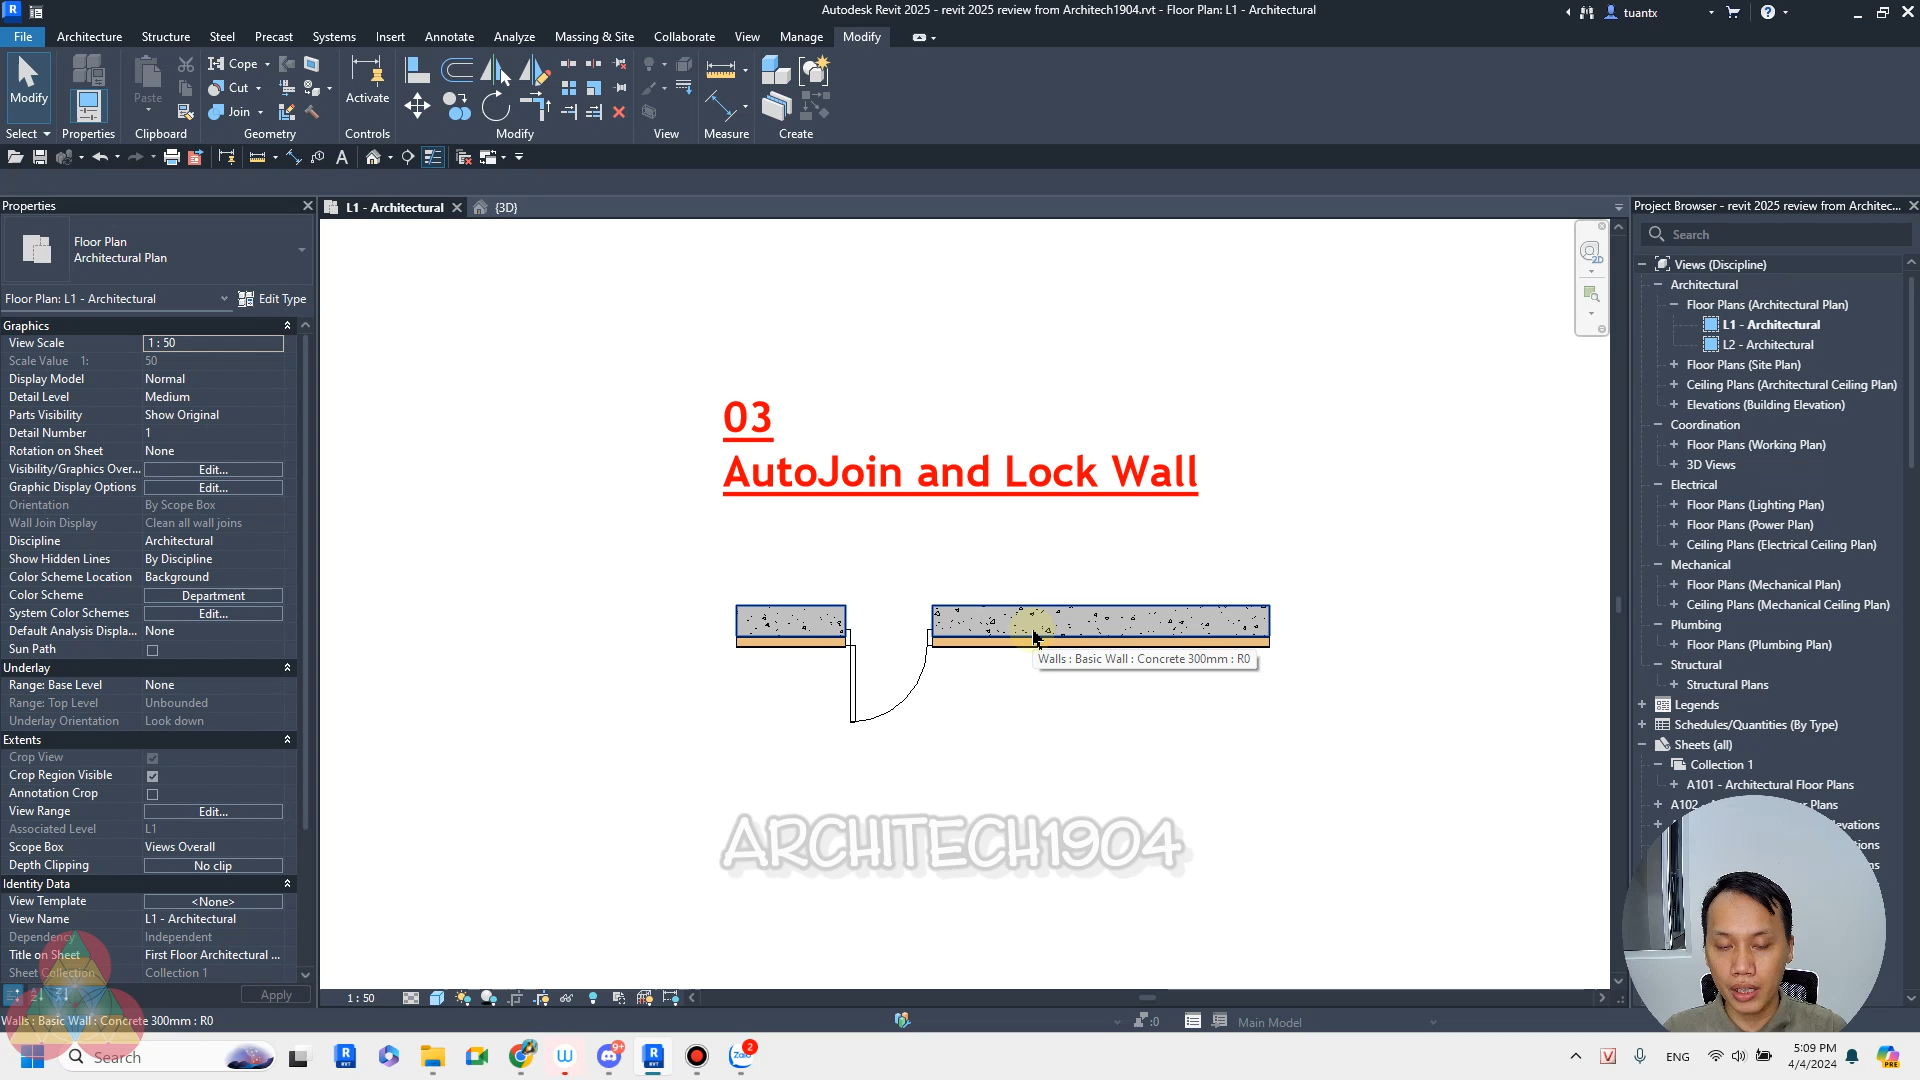 Autodesk Revit 2025 - revit 2025 review from Architech1904.rvt - Floor Plan: L1 - Architectural
tuantx
File Architecture Structure Steel Precast Systems Insert Annotate Analyze Massing & Site Collaborate View Manage Modify
Modify
Paste
Cope
Cut
Join
Activate
Select Properties Clipboard Geometry Controls Modify View Measure Create
Properties
L1 - Architectural
{3D}
Project Browser - revit 2025 review from Architec...
Floor Plan
Architectural Plan
Floor Plan: L1 - Architectural
Edit Type
Graphics
View Scale 1 : 50
Scale Value 1: 50
Display Model Normal
Detail Level Medium
Parts Visibility Show Original
Detail Number 1
Rotation on Sheet None
Visibility/Graphics Over... Edit...
Graphic Display Options Edit...
Orientation By Scope Box
Wall Join Display Clean all wall joins
Discipline Architectural
Show Hidden Lines By Discipline
Color Scheme Location Background
Color Scheme Department
System Color Schemes Edit...
Default Analysis Displa... None
Sun Path
Underlay
Range: Base Level None
Range: Top Level Unbounded
Underlay Orientation Look down
Extents
Crop View
Crop Region Visible
Annotation Crop
View Range Edit...
Associated Level L1
Scope Box Views Overall
Depth Clipping No clip
Identity Data
View Template <None>
View Name L1 - Architectural
Dependency Independent
Title on Sheet First Floor Architectural ...
Sheet Collection Collection 1
Apply
03
AutoJoin and Lock Wall
Walls : Basic Wall : Concrete 300mm : R0
ARCHITECH1904
2D
Search
Views (Discipline)
Architectural
Floor Plans (Architectural Plan)
L1 - Architectural
L2 - Architectural
Floor Plans (Site Plan)
Ceiling Plans (Architectural Ceiling Plan)
Elevations (Building Elevation)
Coordination
Floor Plans (Working Plan)
3D Views
Electrical
Floor Plans (Lighting Plan)
Floor Plans (Power Plan)
Ceiling Plans (Electrical Ceiling Plan)
Mechanical
Floor Plans (Mechanical Plan)
Ceiling Plans (Mechanical Ceiling Plan)
Plumbing
Floor Plans (Plumbing Plan)
Structural
Structural Plans
Legends
Schedules/Quantities (By Type)
Sheets (all)
Collection 1
A101 - Architectural Floor Plans
A102 Plans
1 : 50
Walls : Basic Wall : Concrete 300mm : R0
:0
Main Model
Search
9+
Zalo
2
ENG
5:09 PM
4/4/2024